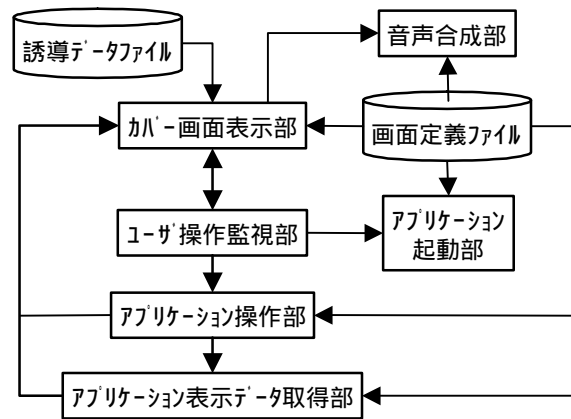 誘導ﾃﾞｰﾀﾌｧｲﾙ
音声合成部
ｶﾊﾞｰ画面表示部
画面定義ﾌｧｲﾙ
ﾕｰｻﾞ操作監視部
ｱﾌﾟﾘｹｰｼｮﾝ
起動部
ｱﾌﾟﾘｹｰｼｮﾝ操作部
ｱﾌﾟﾘｹｰｼｮﾝ表示ﾃﾞｰﾀ取得部